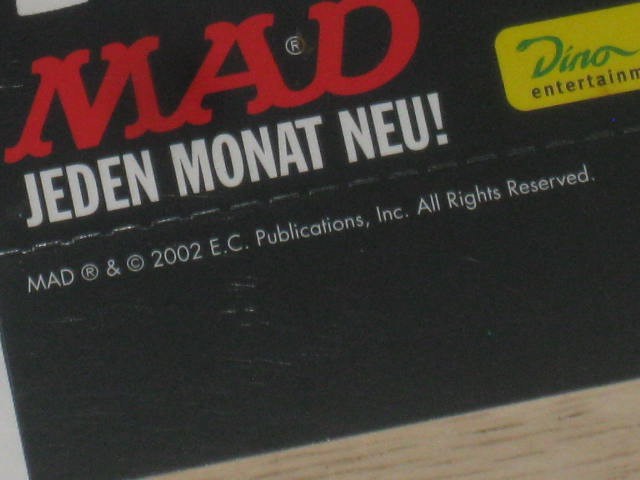 MAD®
Dino
entertainm
JEDEN MONAT NEU!
MAD ® & © 2002 E.C. Publications, Inc. All Rights Reserved.